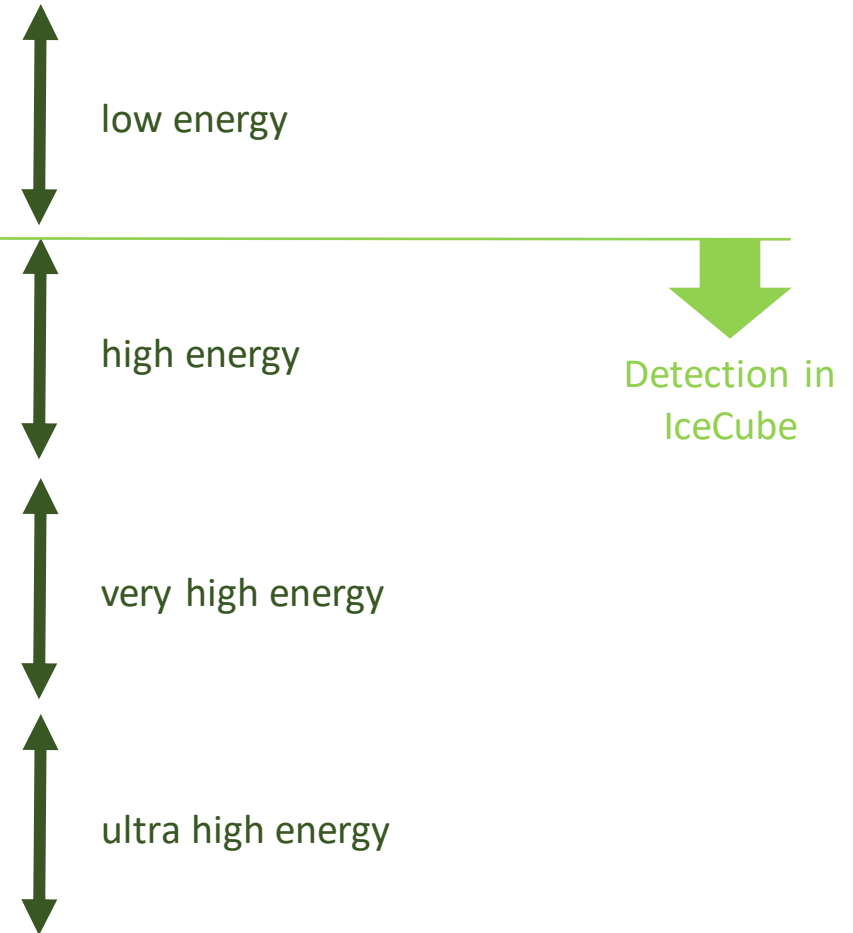 low energy
high energy
Detection in
IceCube
very high energy
ultra high energy